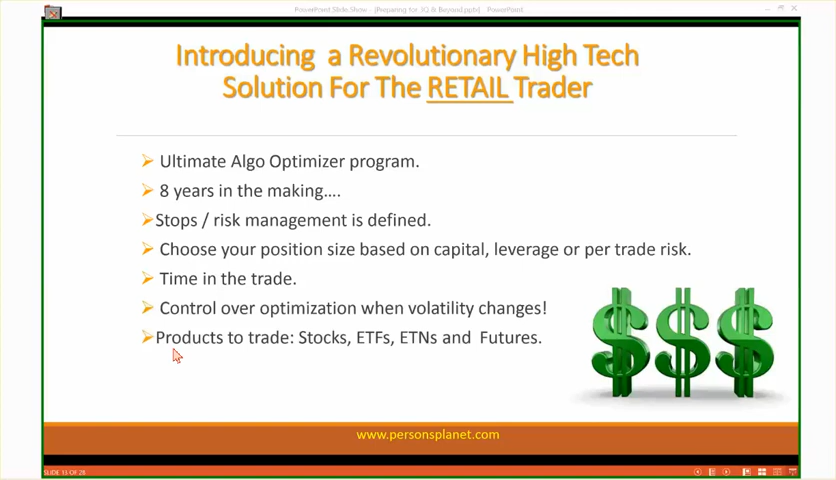 PowerPoint Slide Show - [Preparing for 3Q & Beyond.pptx] - PowerPoint
Introducing a Revolutionary High Tech
Solution For The RETAIL Trader
Ultimate Algo Optimizer program.
8 years in the making....
Stops / risk management is defined.
Choose your position size based on capital, leverage or per trade risk.
Time in the trade.
Control over optimization when volatility changes!
Products to trade: Stocks, ETFs, ETNs and Futures.
$$$
www.personsplanet.com
SLIDE 13 OF 28